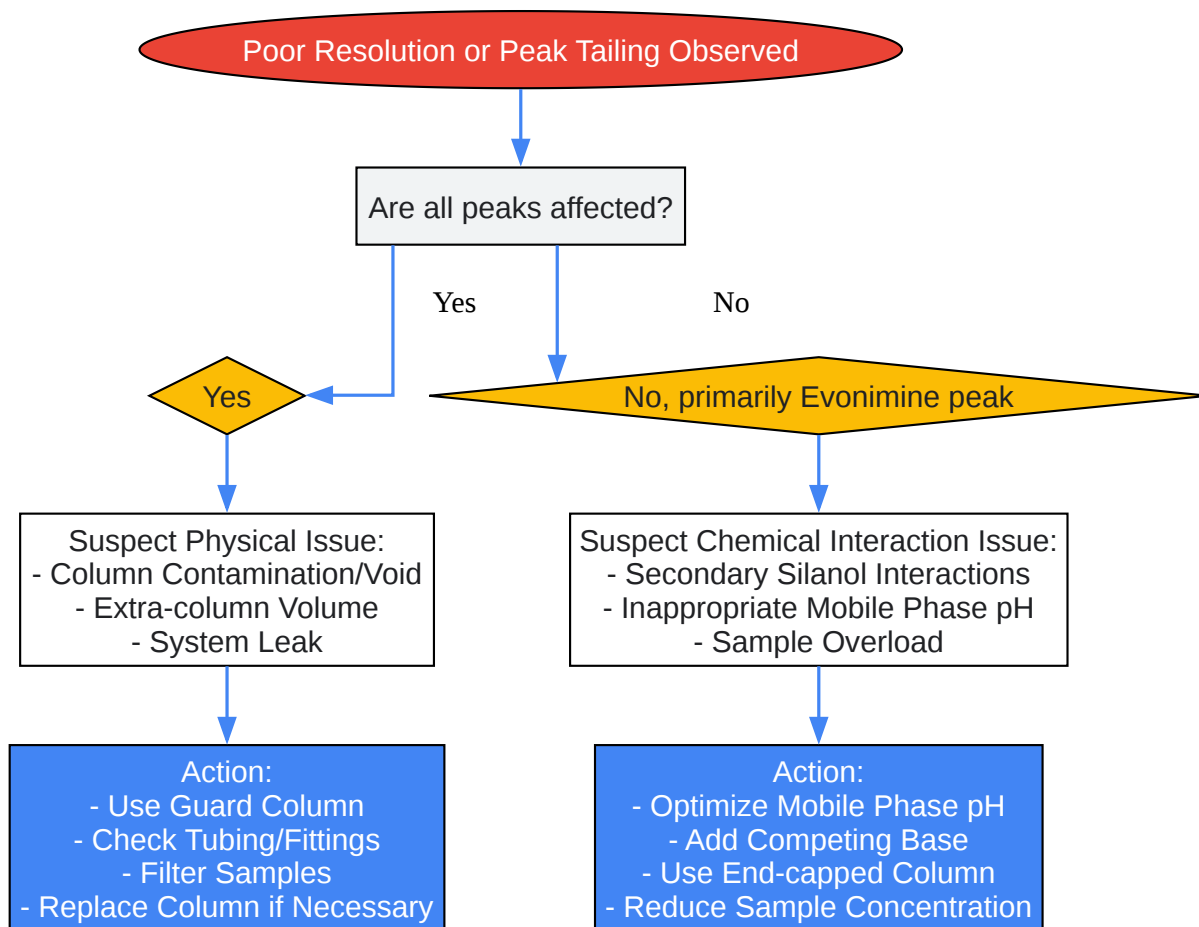 Poor Resolution or Peak Tailing Observed
Are all peaks affected?
Yes
No
Yes
No, primarily Evonimine peak
Suspect Physical Issue:
- Column Contamination/Void
- Extra-column Volume
- System Leak
Suspect Chemical Interaction Issue:
- Secondary Silanol Interactions
- Inappropriate Mobile Phase pH
- Sample Overload
Action:
- Use Guard Column
- Check Tubing/Fittings
- Filter Samples
- Replace Column if Necessary
Action:
- Optimize Mobile Phase pH
- Add Competing Base
- Use End-capped Column
- Reduce Sample Concentration